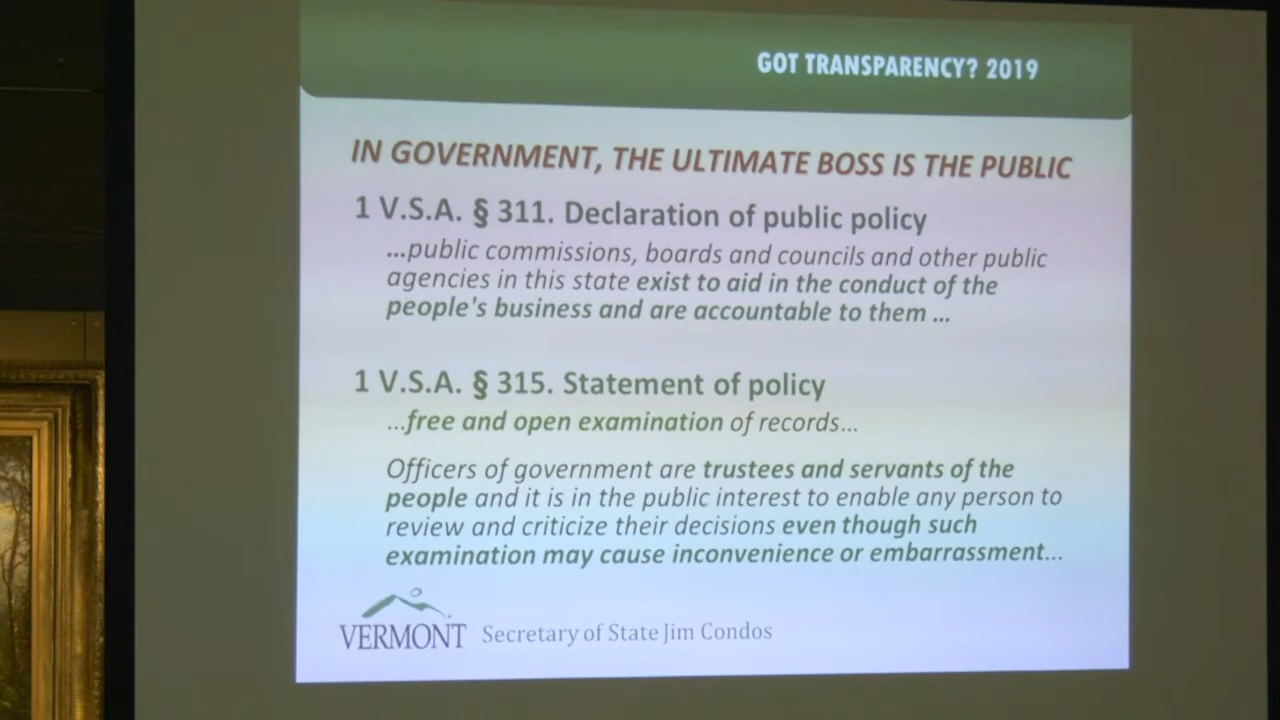 GOT TRANSPARENCY? 2019
IN GOVERNMENT, THE ULTIMATE BOSS IS THE PUBLIC
1 V.S.A. § 311. Declaration of public policy
...public commissions, boards and councils and other public
agencies in this state exist to aid in the conduct of the
people's business and are accountable to them ...
1 V.S.A. § 315. Statement of policy
...free and open examination of records...
Officers of government are trustees and servants of the
people and it is in the public interest to enable any person to
review and criticize their decisions even though such
examination may cause inconvenience or embarrassment...
VERMONT Secretary of State Jim Condos